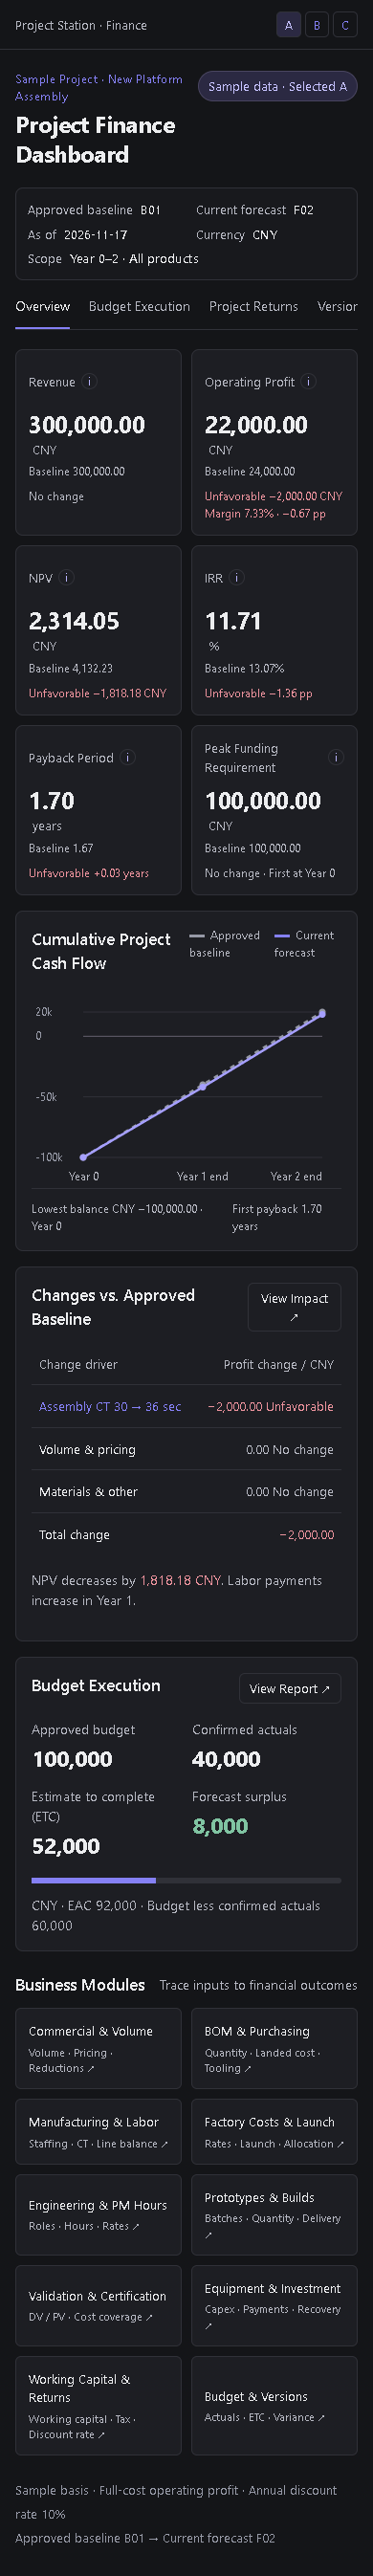 Project Station · Finance
A B C
Sample Project · New Platform
Assembly
Sample data · Selected A
Project Finance
Dashboard
Approved baseline B01 Current forecast F02
As of 2026-11-17 Currency CNY
Scope Year 0–2 · All products
Overview Budget Execution Project Returns Version
Revenue i
300,000.00
CNY
Baseline 300,000.00
No change
Operating Profit i
22,000.00
CNY
Baseline 24,000.00
Unfavorable −2,000.00 CNY
Margin 7.33% · −0.67 pp
NPV i
2,314.05
CNY
Baseline 4,132.23
Unfavorable −1,818.18 CNY
IRR i
11.71
%
Baseline 13.07%
Unfavorable −1.36 pp
Payback Period i
1.70
years
Baseline 1.67
Unfavorable +0.03 years
Peak Funding
Requirement i
100,000.00
CNY
Baseline 100,000.00
No change · First at Year 0
Cumulative Project
Cash Flow
Approved
baseline
Current
forecast
20k
0
-50k
-100k
Year 0 Year 1 end Year 2 end
Lowest balance CNY −100,000.00 ·
Year 0
First payback 1.70
years
Changes vs. Approved
Baseline
View Impact
↗
Change driver Profit change / CNY
Assembly CT 30 → 36 sec −2,000.00 Unfavorable
Volume & pricing 0.00 No change
Materials & other 0.00 No change
Total change −2,000.00
NPV decreases by 1,818.18 CNY. Labor payments
increase in Year 1.
Budget Execution
View Report ↗
Approved budget
100,000
Confirmed actuals
40,000
Estimate to complete
(ETC)
52,000
Forecast surplus
8,000
CNY · EAC 92,000 · Budget less confirmed actuals
60,000
Business Modules Trace inputs to financial outcomes
Commercial & Volume
Volume · Pricing ·
Reductions ↗
BOM & Purchasing
Quantity · Landed cost ·
Tooling ↗
Manufacturing & Labor
Staffing · CT · Line balance ↗
Factory Costs & Launch
Rates · Launch · Allocation ↗
Engineering & PM Hours
Roles · Hours · Rates ↗
Prototypes & Builds
Batches · Quantity · Delivery
↗
Validation & Certification
DV / PV · Cost coverage ↗
Equipment & Investment
Capex · Payments · Recovery
↗
Working Capital &
Returns
Working capital · Tax ·
Discount rate ↗
Budget & Versions
Actuals · ETC · Variance ↗
Sample basis · Full-cost operating profit · Annual discount
rate 10%
Approved baseline B01 → Current forecast F02